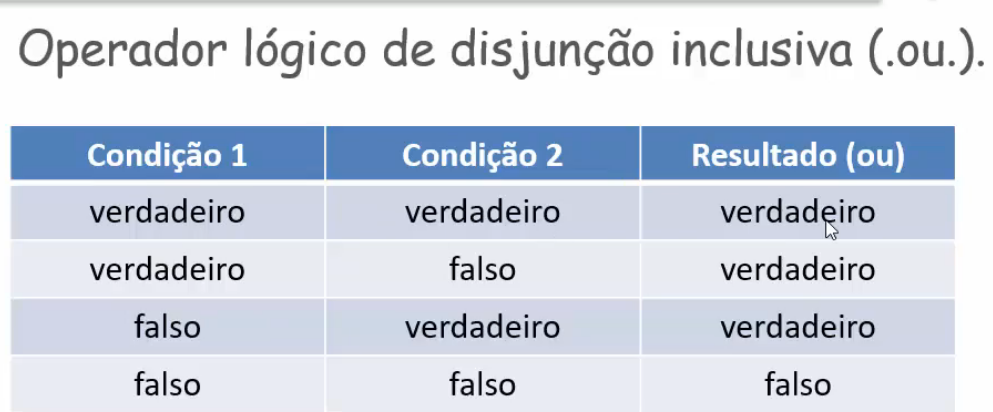 Operador lógico de disjunção inclusiva (.ou.).
Condição 1 Condição 2 Resultado (ou)
verdadeiro verdadeiro verdadeiro
verdadeiro falso verdadeiro
falso verdadeiro verdadeiro
falso falso falso